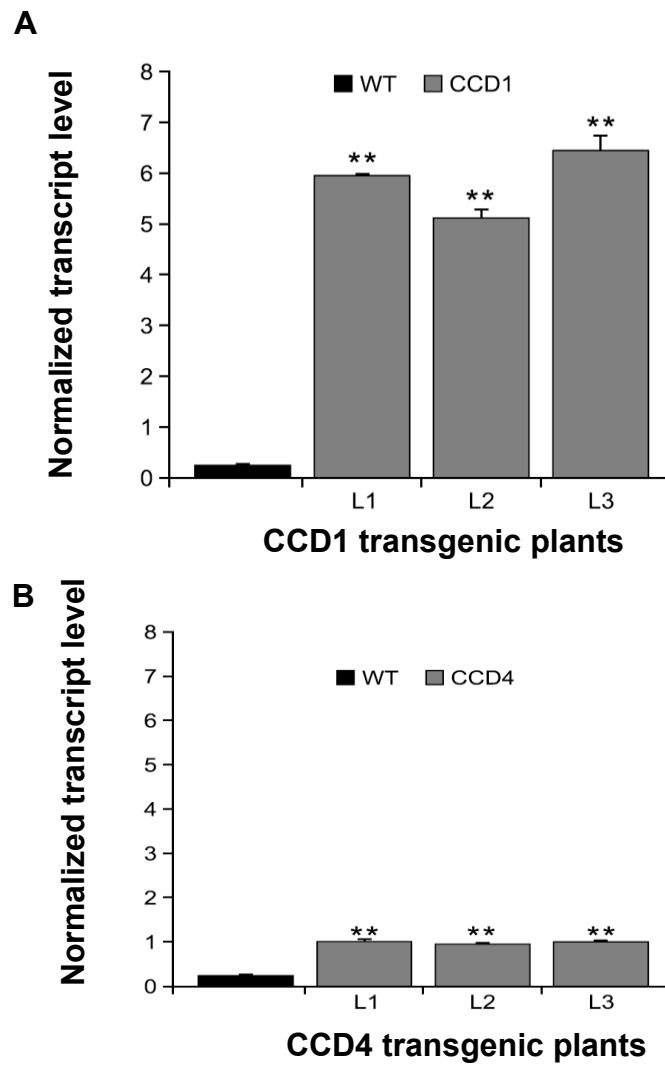 A
Normalized transcript level
8
7
6
5
4
3
2
1
0
WT CCD1
**
**
**
L1 L2 L3
CCD1 transgenic plants
B
Normalized transcript level
8
7
6
5
4
3
2
1
0
WT CCD4
** ** **
L1 L2 L3
CCD4 transgenic plants